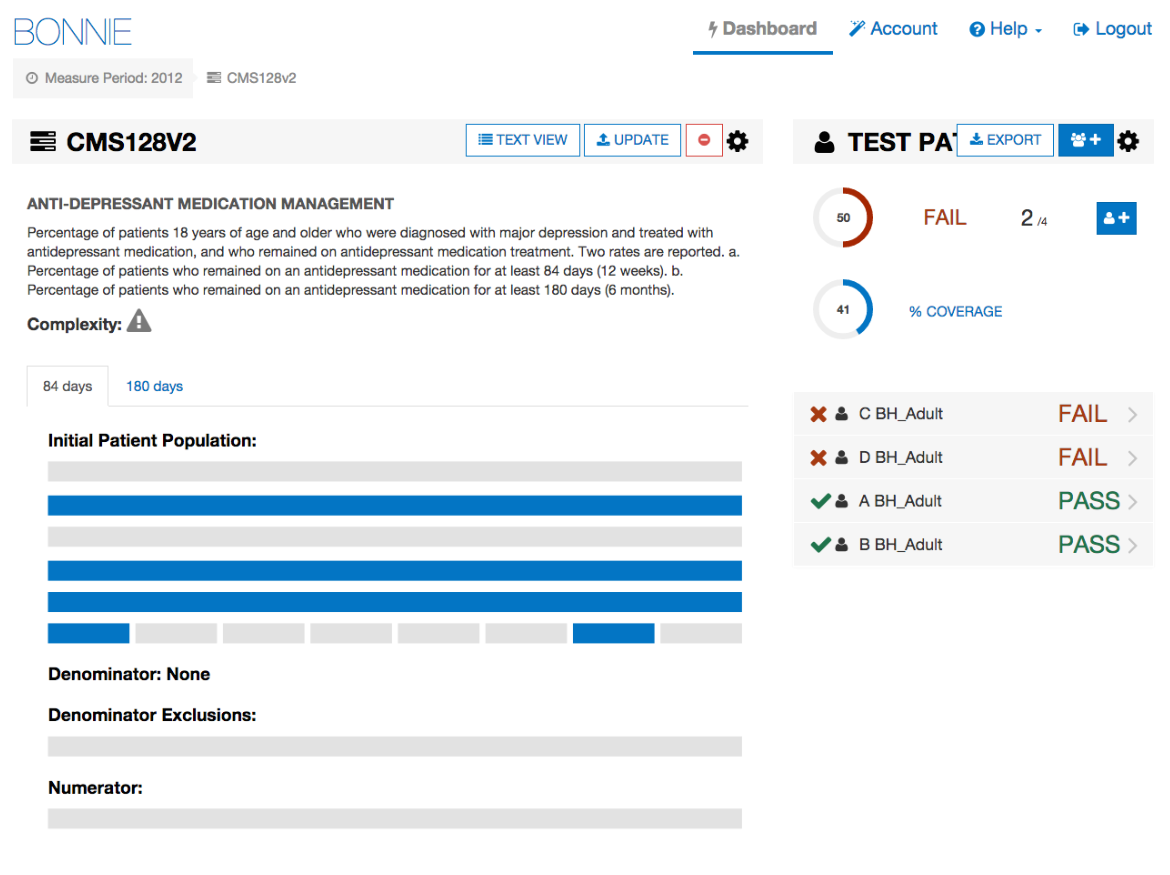 BONNIE
Dashboard
Account
Help
Logout
Measure Period: 2012
CMS128v2
CMS128V2
TEXT VIEW
UPDATE
ANTI-DEPRESSANT MEDICATION MANAGEMENT
Percentage of patients 18 years of age and older who were diagnosed with major depression and treated with
antidepressant medication, and who remained on antidepressant medication treatment. Two rates are reported. a.
Percentage of patients who remained on an antidepressant medication for at least 84 days (12 weeks). b.
Percentage of patients who remained on an antidepressant medication for at least 180 days (6 months).
Complexity:
84 days
180 days
Initial Patient Population:
Denominator: None
Denominator Exclusions:
Numerator:
TEST PA
EXPORT
50
FAIL
2 /4
41
% COVERAGE
C BH_Adult FAIL
D BH_Adult FAIL
A BH_Adult PASS
B BH_Adult PASS